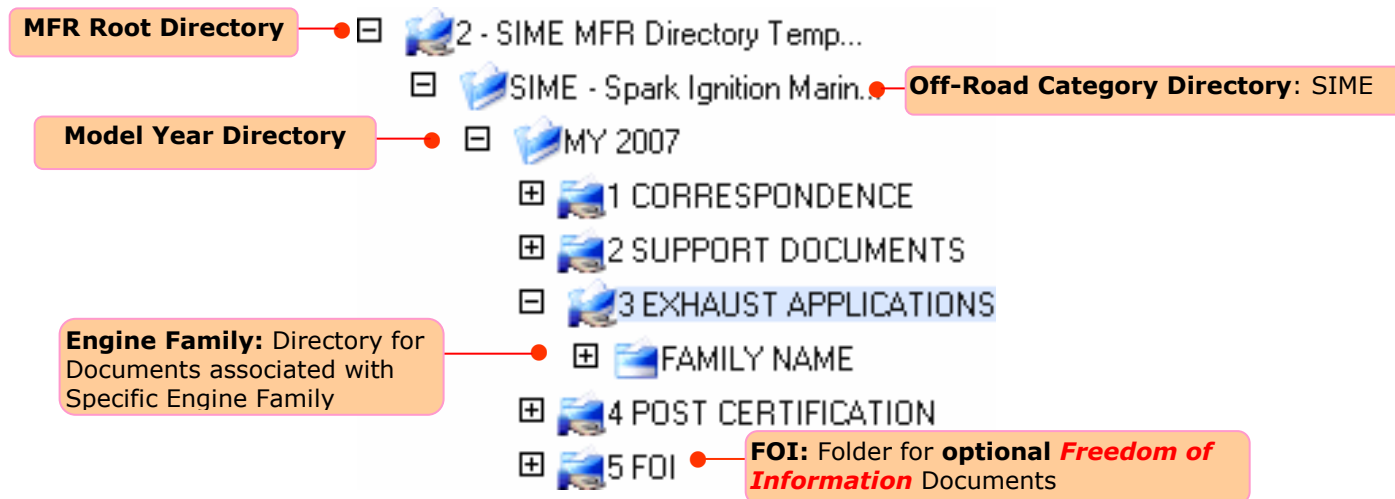 MFR Root Directory
2 - SIME MFR Directory Temp...
SIME - Spark Ignition Marin...
Off-Road Category Directory: SIME
Model Year Directory
MY 2007
1 CORRESPONDENCE
2 SUPPORT DOCUMENTS
3 EXHAUST APPLICATIONS
Engine Family: Directory for
Documents associated with
Specific Engine Family
FAMILY NAME
4 POST CERTIFICATION
5 FOI
FOI: Folder for optional Freedom of
Information Documents